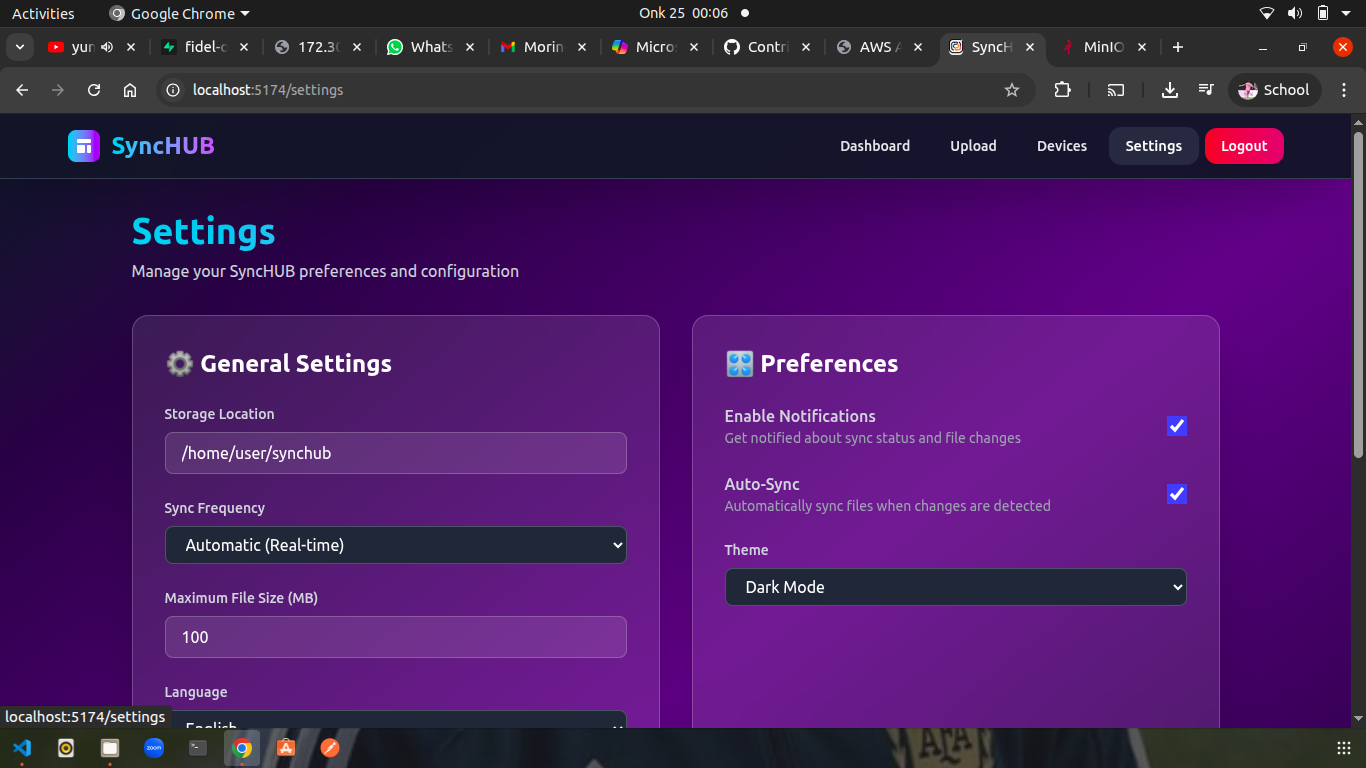 Activities
Google Chrome
Onk 25 00:06
yur
fidel-c
172.30
Whats
Morin
Micros
Contri
AWS A
SyncH
MinIO
localhost:5174/settings
School
SyncHUB
Dashboard
Upload
Devices
Settings
Logout
Settings
Manage your SyncHUB preferences and configuration
General Settings
Storage Location
/home/user/synchub
Sync Frequency
Automatic (Real-time)
Maximum File Size (MB)
100
Language
English
Preferences
Enable Notifications
Get notified about sync status and file changes
Auto-Sync
Automatically sync files when changes are detected
Theme
Dark Mode
localhost:5174/settings
zoom